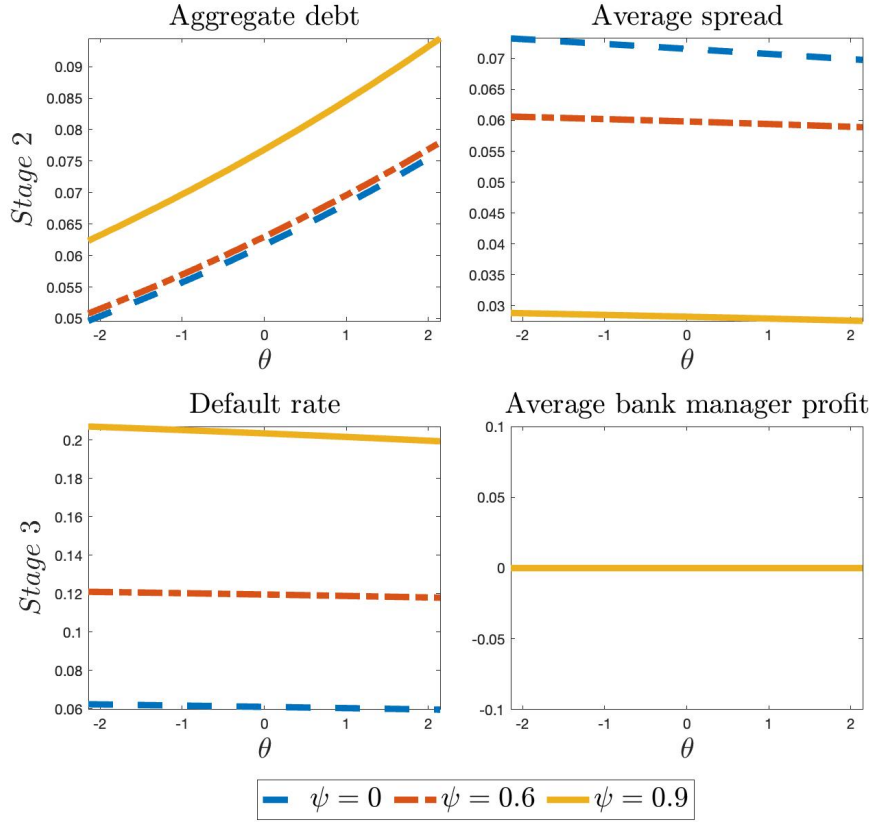 Aggregate debt
Average spread
Stage 2
0.09
0.085
0.08
0.075
0.07
0.065
0.06
0.055
0.05
-2 -1 0 1 2
θ
0.07
0.065
0.06
0.055
0.05
0.045
0.04
0.035
0.03
-2 -1 0 1 2
θ
Default rate
Average bank manager profit
Stage 3
0.2
0.18
0.16
0.14
0.12
0.1
0.08
0.06
-2 -1 0 1 2
θ
0.1
0.05
0
-0.05
-0.1
-2 -1 0 1 2
θ
ψ = 0 ψ = 0.6 ψ = 0.9